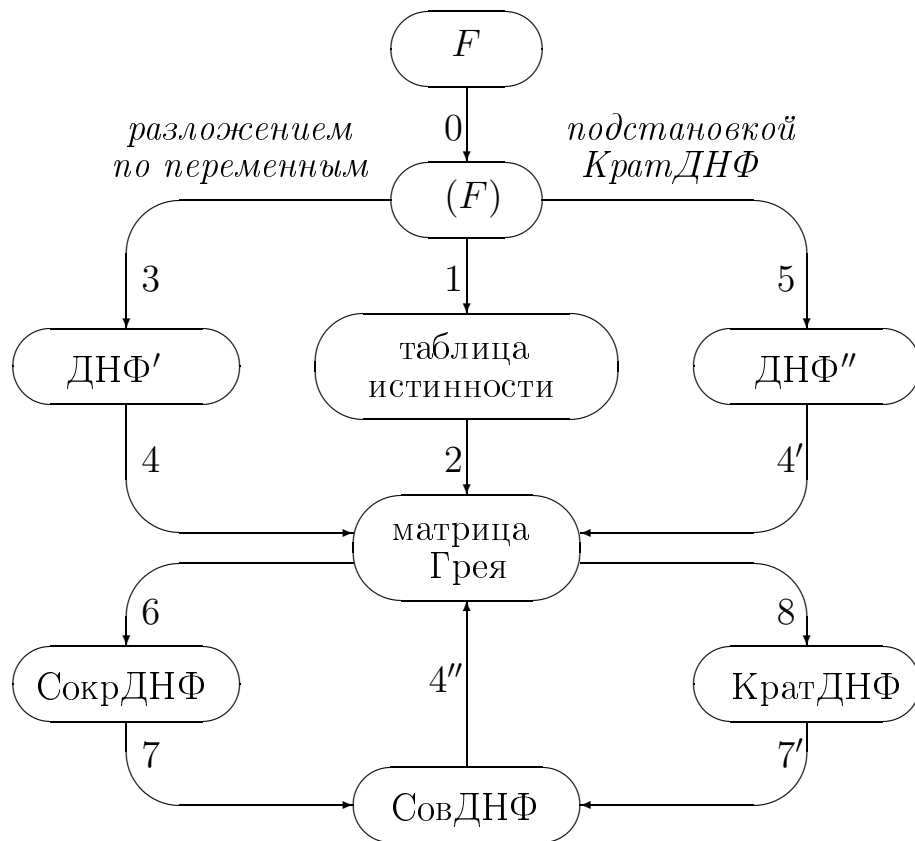 F
0
разложением
по переменным
подстановкой
КратДНФ
(F)
3
1
5
ДНФ′
таблица
истинности
ДНФ″
4
2
4′
матрица
Грея
6
8
СокрДНФ
4″
КратДНФ
7
7′
СовДНФ